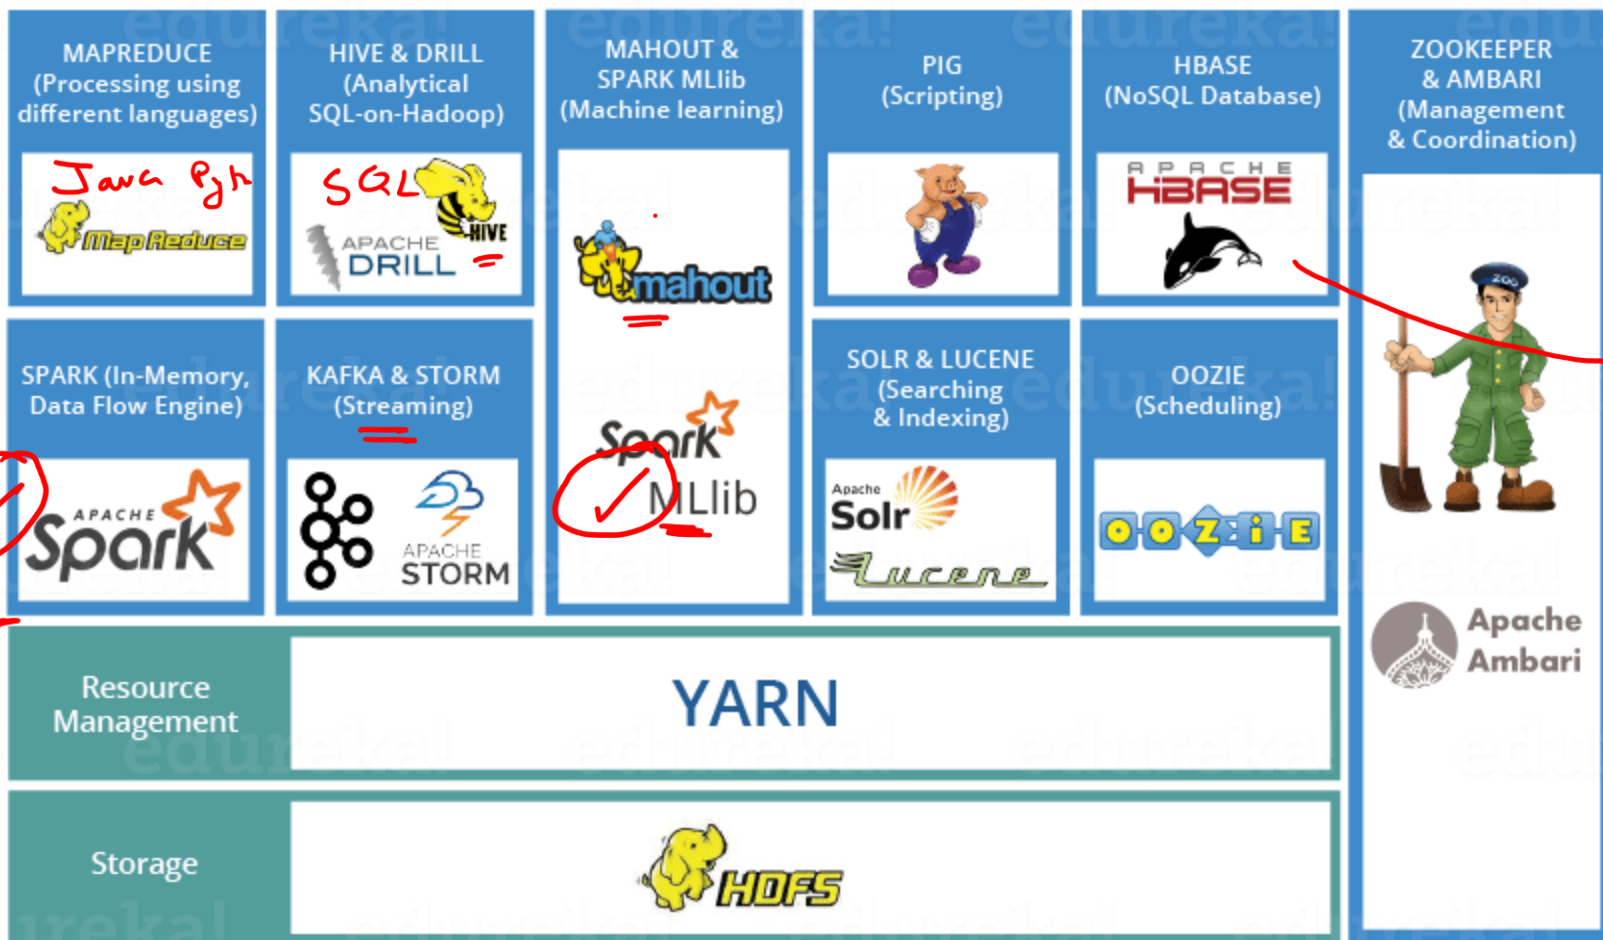 MAPREDUCE
(Processing using
different languages)
Java Pyh
Map Reduce
HIVE & DRILL
(Analytical
SQL-on-Hadoop)
SQL
HIVE
APACHE
DRILL
MAHOUT &
SPARK MLlib
(Machine learning)
mahout
Spark
MLlib
PIG
(Scripting)
HBASE
(NoSQL Database)
APACHE
HBASE
ZOOKEEPER
& AMBARI
(Management
& Coordination)
ZOO
Apache
Ambari
SPARK (In-Memory,
Data Flow Engine)
APACHE
Spark
KAFKA & STORM
(Streaming)
APACHE
STORM
SOLR & LUCENE
(Searching
& Indexing)
Apache
Solr
Lucene
OOZIE
(Scheduling)
OOZiE
Resource
Management
YARN
Storage
HDFS
edureka!